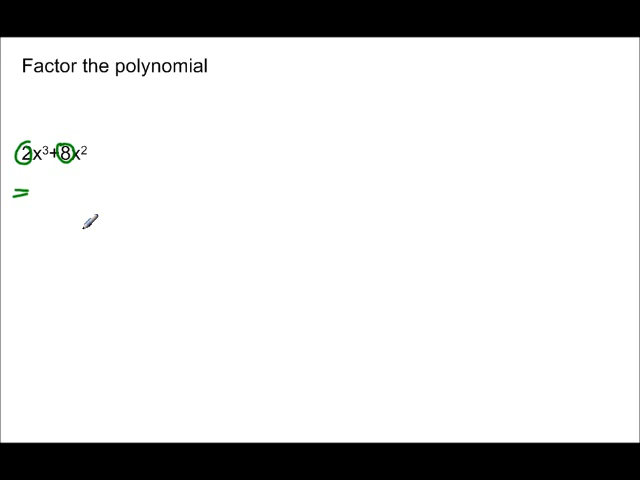 Factor the polynomial
2x³+8x²
=